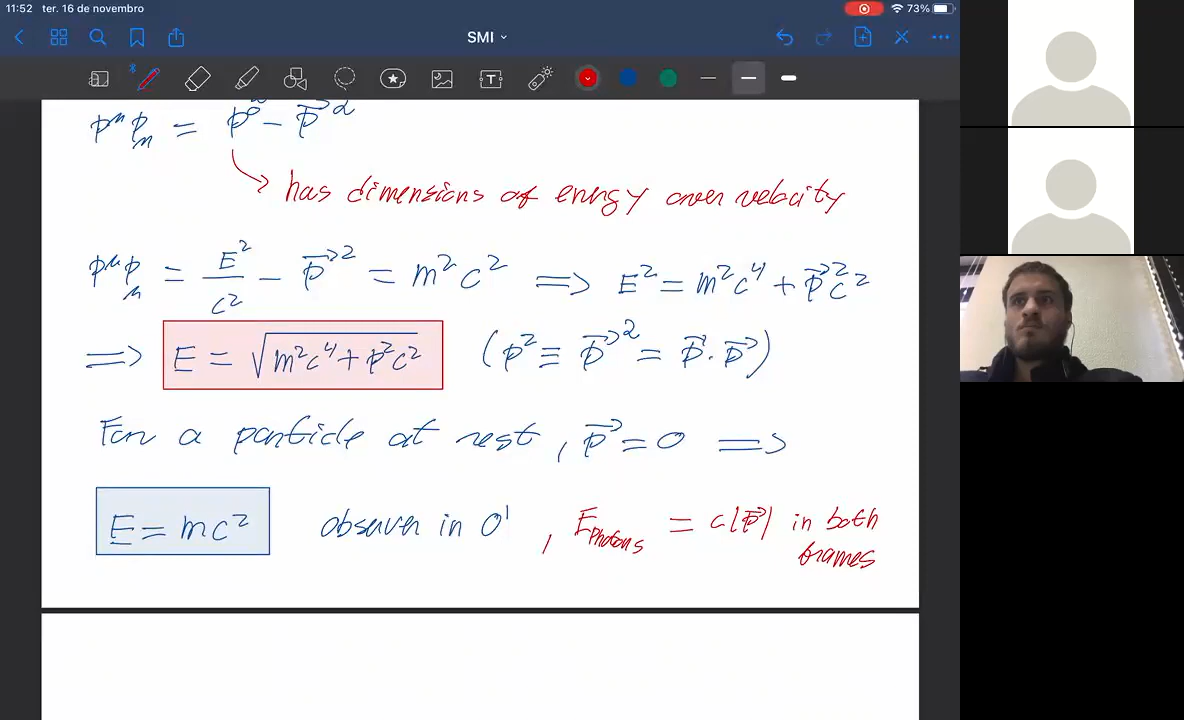 11:52 ter. 16 de novembro 73%
SMI
p^μ p_μ = p^0² − p⃗²
has dimensions of energy over velocity
p^μ p_μ = E²/c² − p⃗² = m²c² ⟹ E² = m²c⁴ + p⃗²c²
⟹ E = √(m²c⁴ + p²c²) (p² ≡ p⃗² = p⃗·p⃗)
For a particle at rest, p⃗ = 0 ⟹
E = mc² observer in O' , E_Photons = c|p⃗| in both
frames